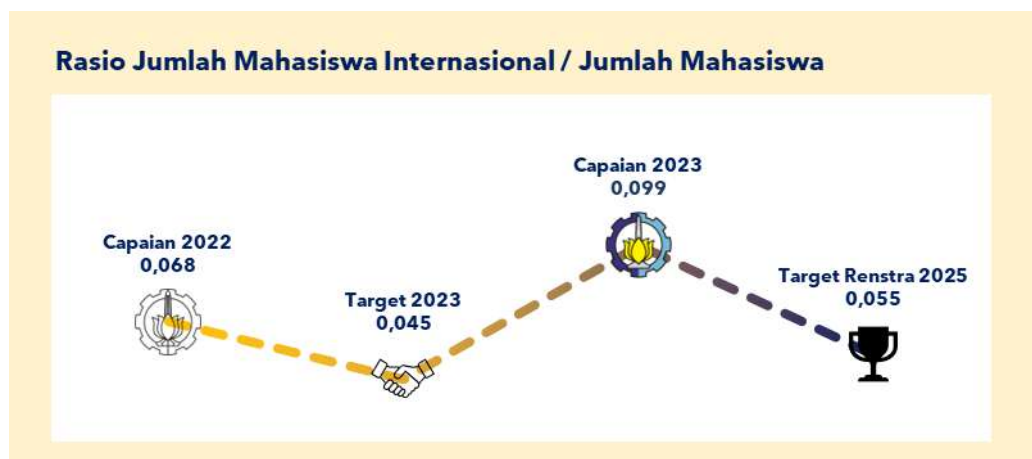 Rasio Jumlah Mahasiswa Internasional / Jumlah Mahasiswa
Capaian 2022
0,068
Target 2023
0,045
Capaian 2023
0,099
Target Renstra 2025
0,055